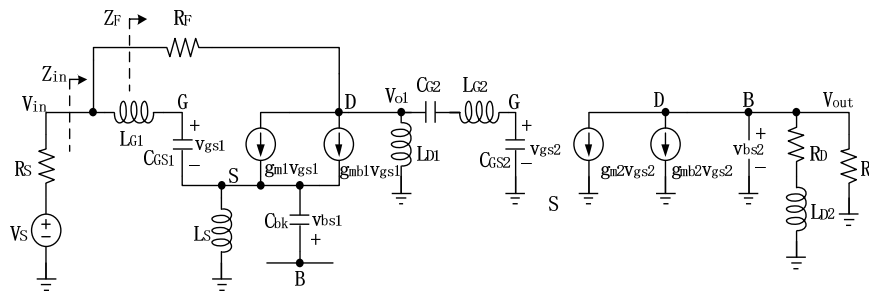 ZF
RF
Zin
Vin
LG1
G
CGS1
+
vgs1
−
RS
VS
+
−
S
LS
gm1vgs1
gmb1vgs1
D
Cbk
vbs1
+
B
Vo1
LD1
CG2
LG2
G
CGS2
+
vgs2
−
S
D
gm2vgs2
gmb2vgs2
B
+
vbs2
−
Vout
RD
LD2
R